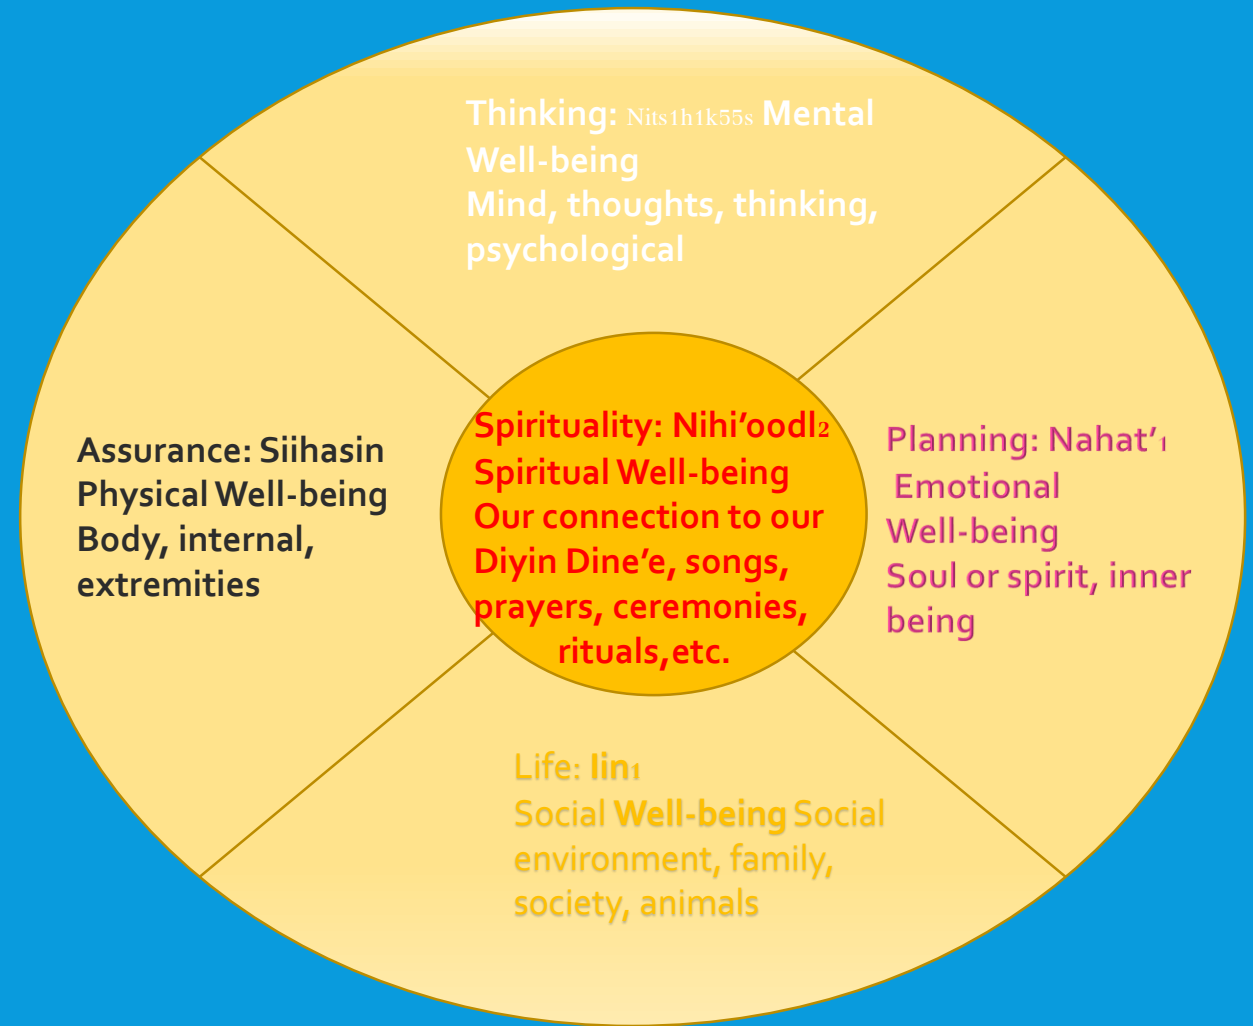 Thinking: Nits1h1k55s Mental
Well-being
Mind, thoughts, thinking,
psychological
Assurance: Siihasin
Physical Well-being
Body, internal,
extremities
Spirituality: Nihi’oodl2
Spiritual Well-being
Our connection to our
Diyin Dine’e, songs,
prayers, ceremonies,
rituals,etc.
Planning: Nahat’1
Emotional
Well-being
Soul or spirit, inner
being
Life: Iin1
Social Well-being Social
environment, family,
society, animals